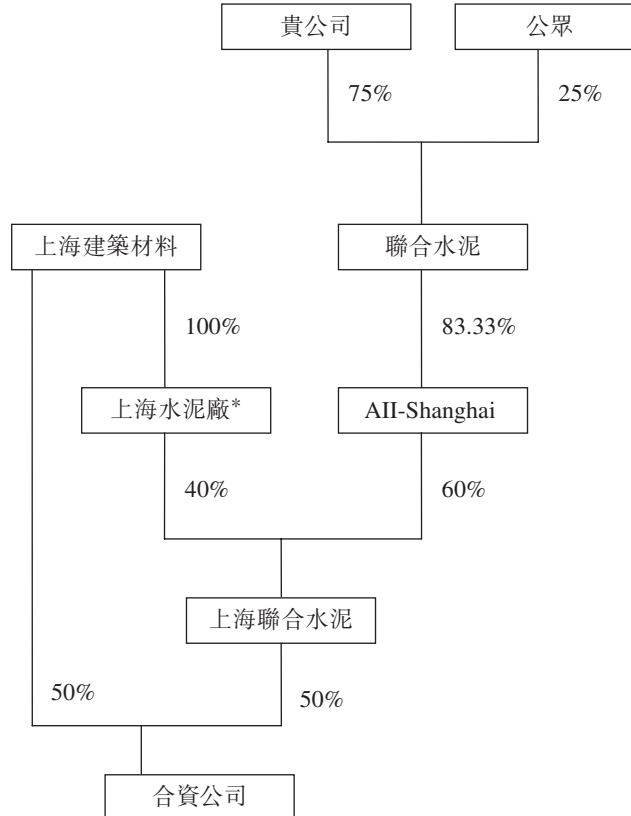 貴公司
公眾
75%
25%
上海建築材料
聯合水泥
100%
83.33%
上海水泥廠*
AII-Shanghai
40%
60%
上海聯合水泥
50%
50%
合資公司